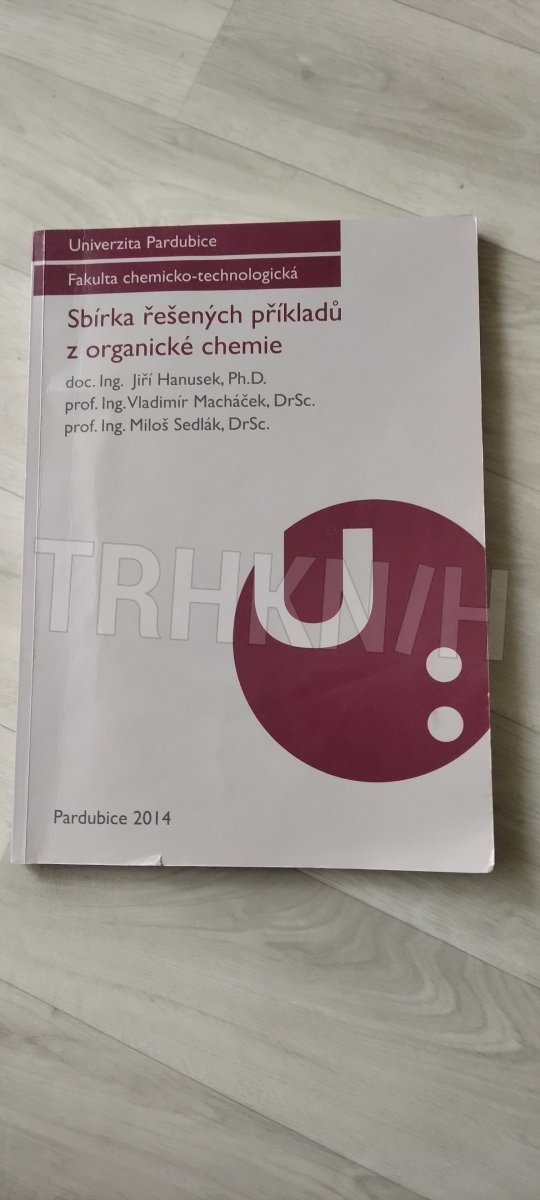 Univerzita Pardubice
Fakulta chemicko-technologická
Sbírka řešených příkladů
z organické chemie
doc. Ing. Jiří Hanusek, Ph.D.
prof. Ing. Vladimír Macháček, DrSc.
prof. Ing. Miloš Sedlák, DrSc.
TRHKNIH
Pardubice 2014